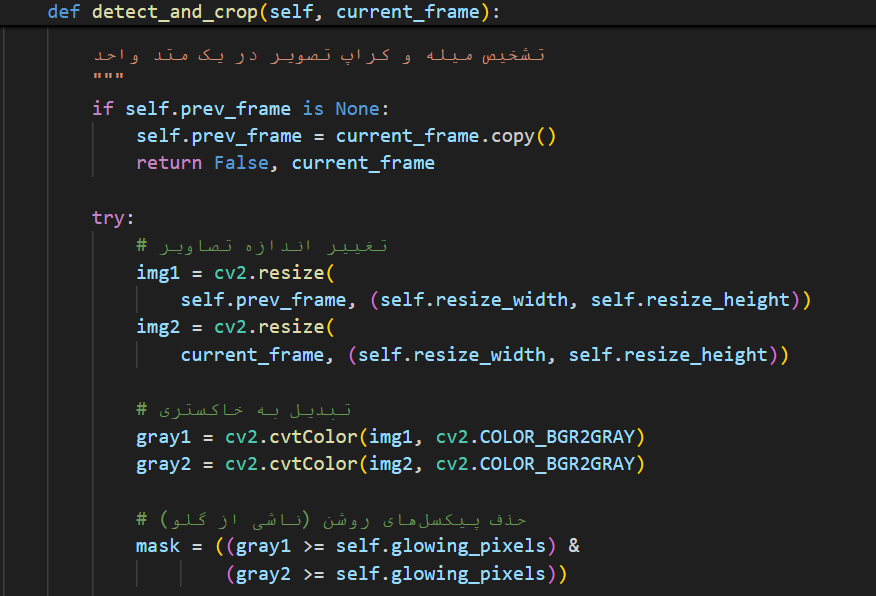 def detect_and_crop(self, current_frame):
تشخیص میله و کراپ تصویر در یک متد واحد
"""
if self.prev_frame is None:
self.prev_frame = current_frame.copy()
return False, current_frame
try:
# تغییر اندازه تصاویر
img1 = cv2.resize(
self.prev_frame, (self.resize_width, self.resize_height))
img2 = cv2.resize(
current_frame, (self.resize_width, self.resize_height))
# تبدیل به خاکستری
gray1 = cv2.cvtColor(img1, cv2.COLOR_BGR2GRAY)
gray2 = cv2.cvtColor(img2, cv2.COLOR_BGR2GRAY)
# حذف پیکسل‌های روشن (ناشی از گلو)
mask = ((gray1 >= self.glowing_pixels) &
(gray2 >= self.glowing_pixels))